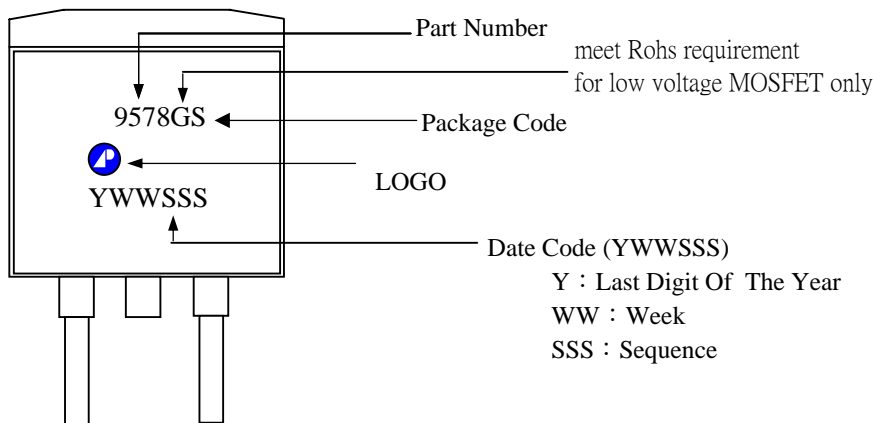 Part Number
meet Rohs requirement
for low voltage MOSFET only
9578GS
Package Code
LOGO
YWWSSS
Date Code (YWWSSS)
Y：Last Digit Of The Year
WW：Week
SSS：Sequence